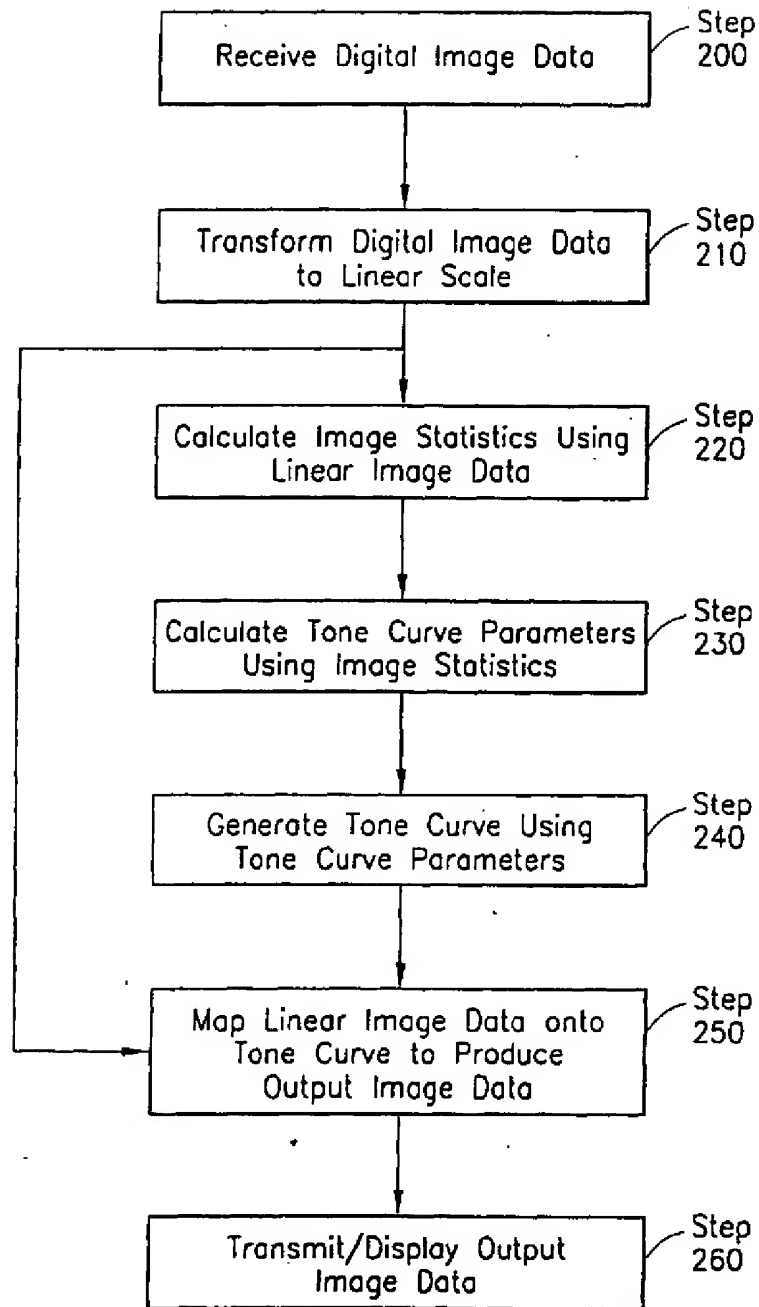 Receive Digital Image Data
Step
200
Transform Digital Image Data
to Linear Scale
Step
210
Calculate Image Statistics Using
Linear Image Data
Step
220
Calculate Tone Curve Parameters
Using Image Statistics
Step
230
Generate Tone Curve Using
Tone Curve Parameters
Step
240
Map Linear Image Data onto
Tone Curve to Produce
Output Image Data
Step
250
Transmit/Display Output
Image Data
Step
260